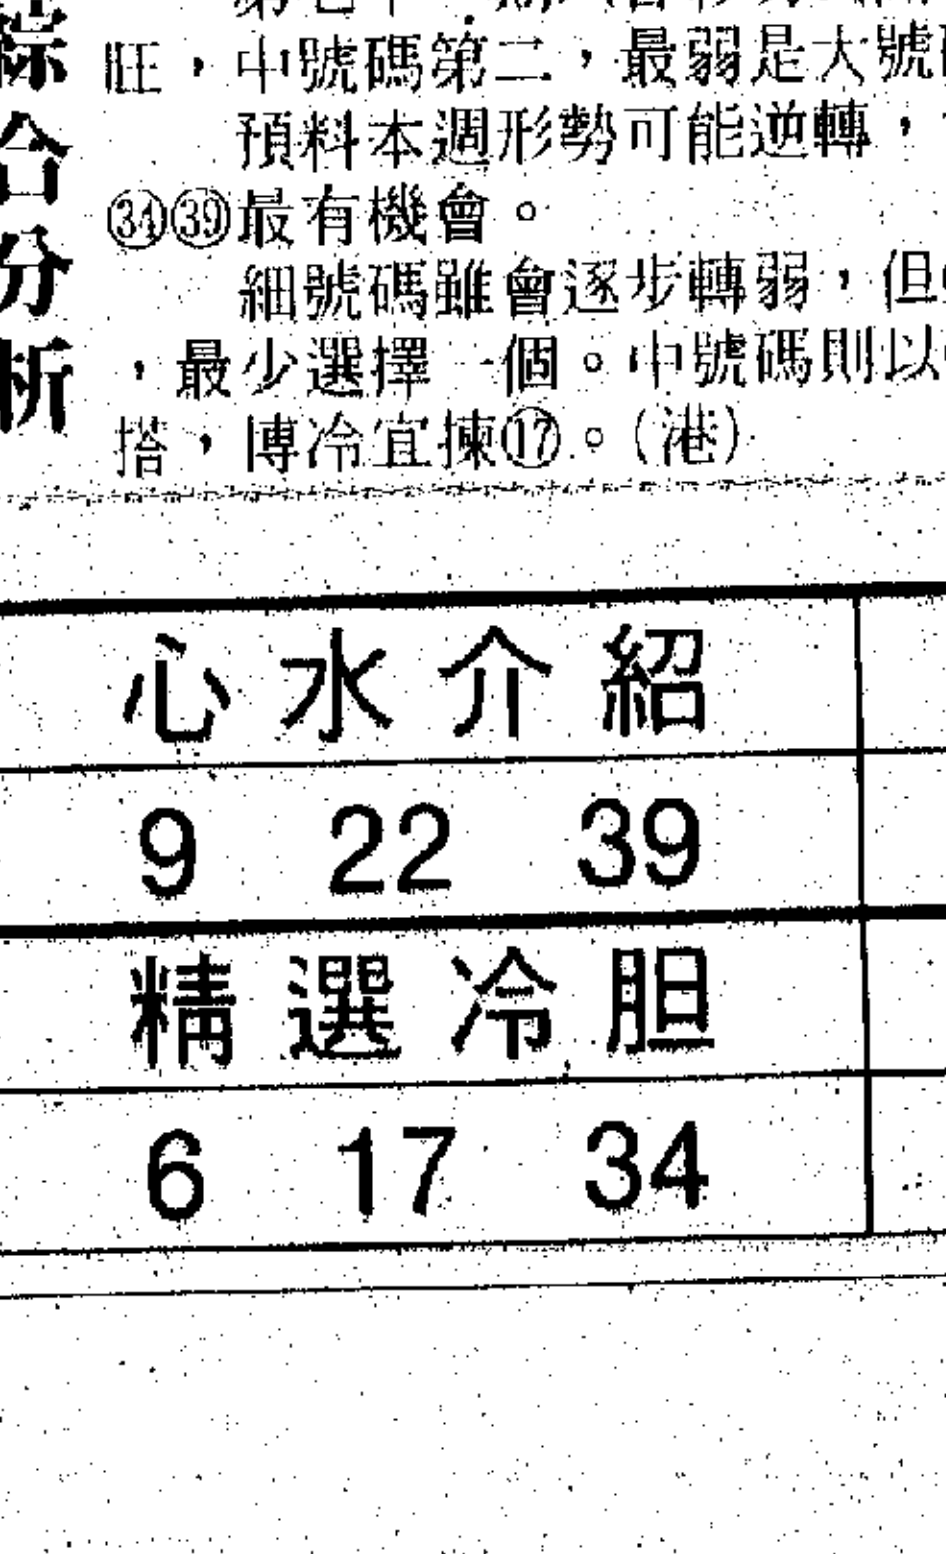 綜合分析
旺，中號碼第二，最弱是大號
預料本週形勢可能逆轉，
㉞㊴最有機會。
細號碼雖會逐步轉弱，但
，最少選擇一個。中號碼則以
搭，博冷宜揀⑰。（港）
心水介紹
9 22 39
精選冷胆
6 17 34